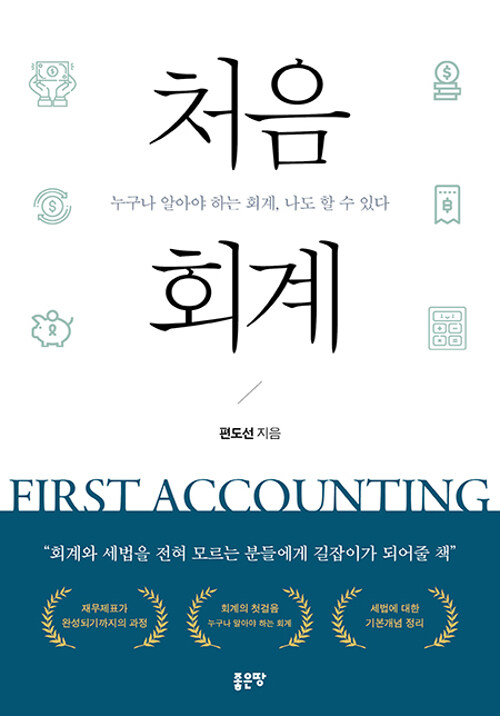 처음
누구나 알아야 하는 회계, 나도 할 수 있다
회계
편도선 지음
FIRST ACCOUNTING
“회계와 세법을 전혀 모르는 분들에게 길잡이가 되어줄 책”
재무제표가
완성되기까지의 과정
회계의 첫걸음
누구나 알아야 하는 회계
세법에 대한
기본개념 정리
좋은땅